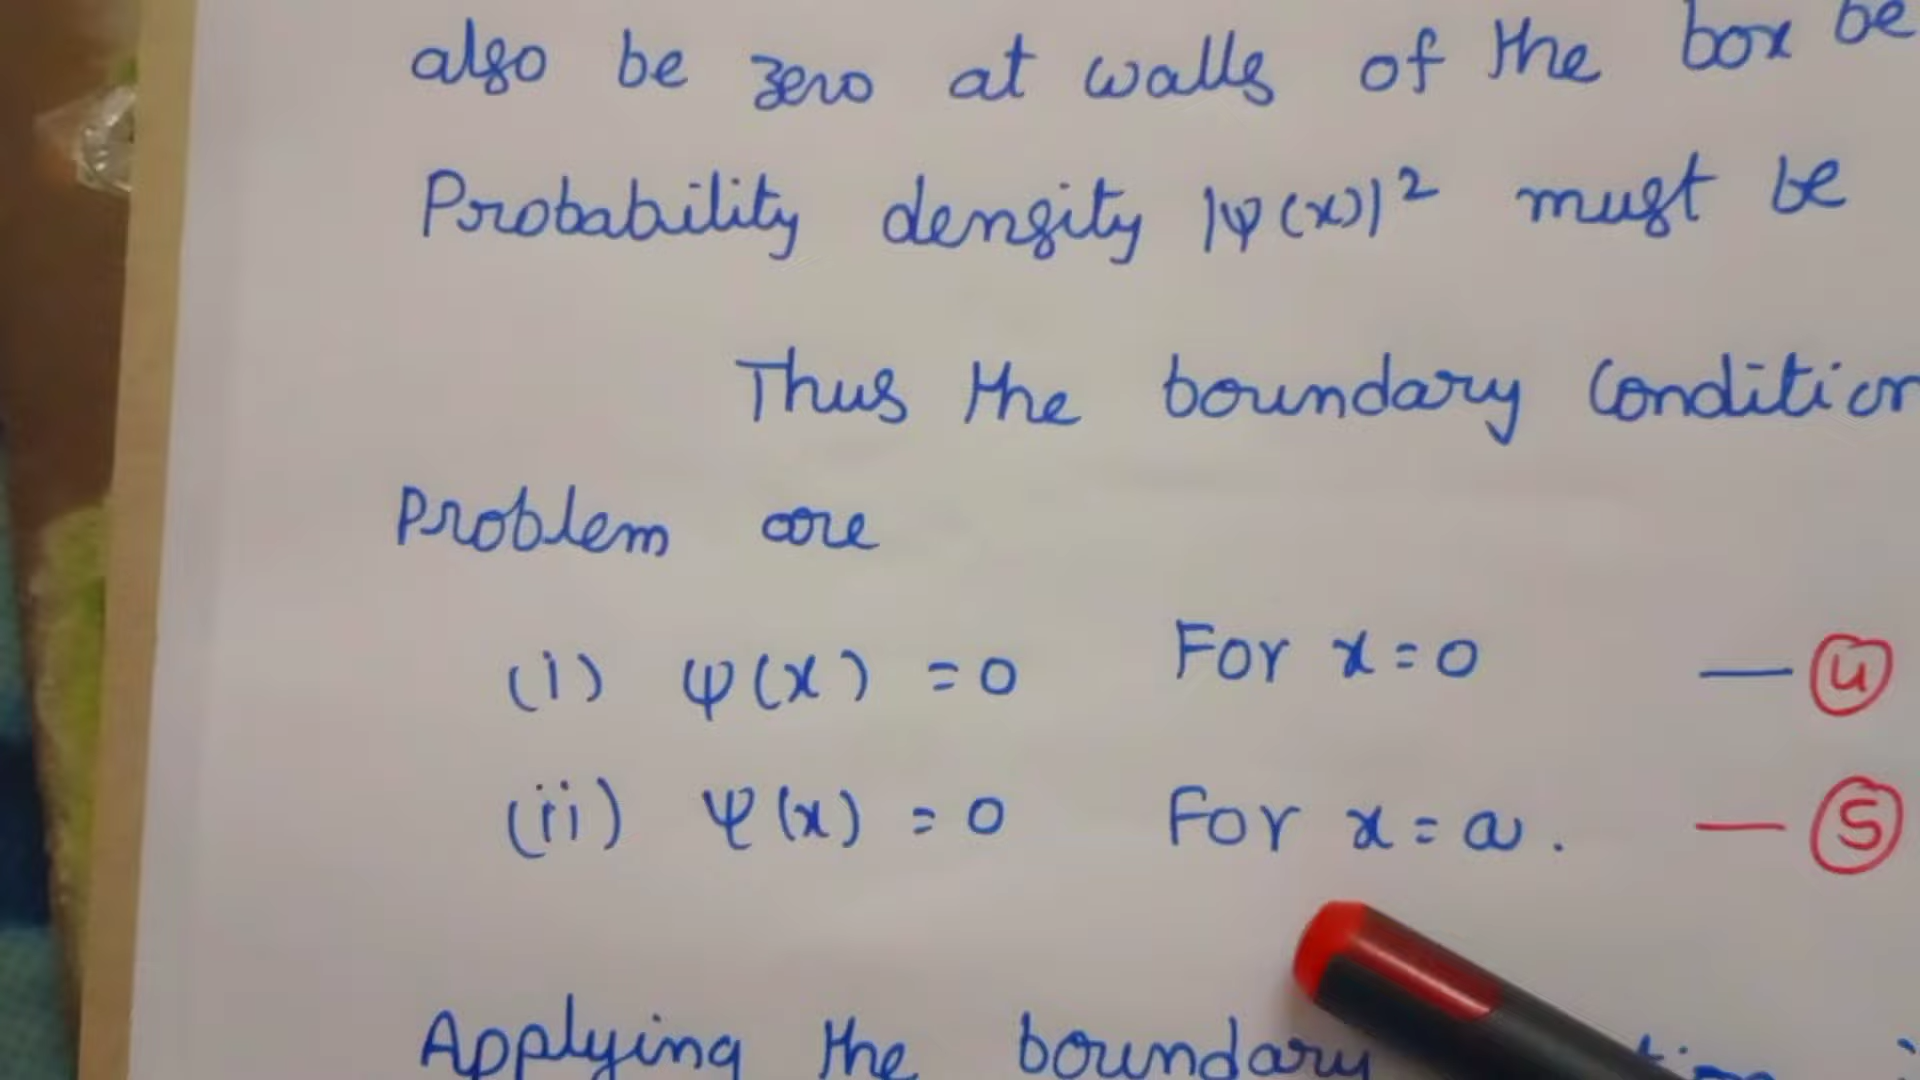 also be zero at walls of the box be
Probability density |ψ(x)|² must be
Thus the boundary condition
Problem are
(i) ψ(x) = 0 For x = 0 — 4
(ii) ψ(x) = 0 For x = a. — 5
Applying the boundary